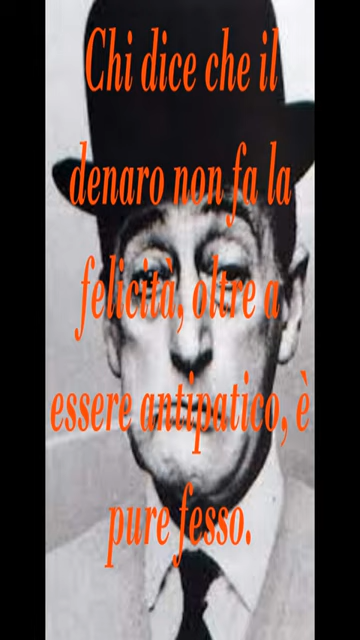 Chi dice che il
denaro non fa la
felicità, oltre a
essere antipatico, è
pure fesso.